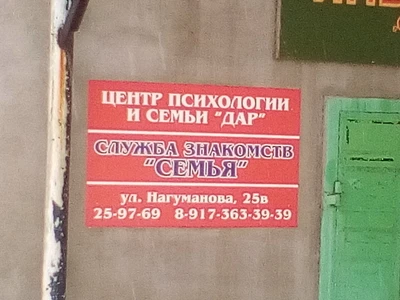 ЦЕНТР ПСИХОЛОГИИ
И СЕМЬИ "ДАР"
СЛУЖБА ЗНАКОМСТВ
"СЕМЬЯ"
ул. Нагуманова, 25в
25-97-69 8-917-363-39-39